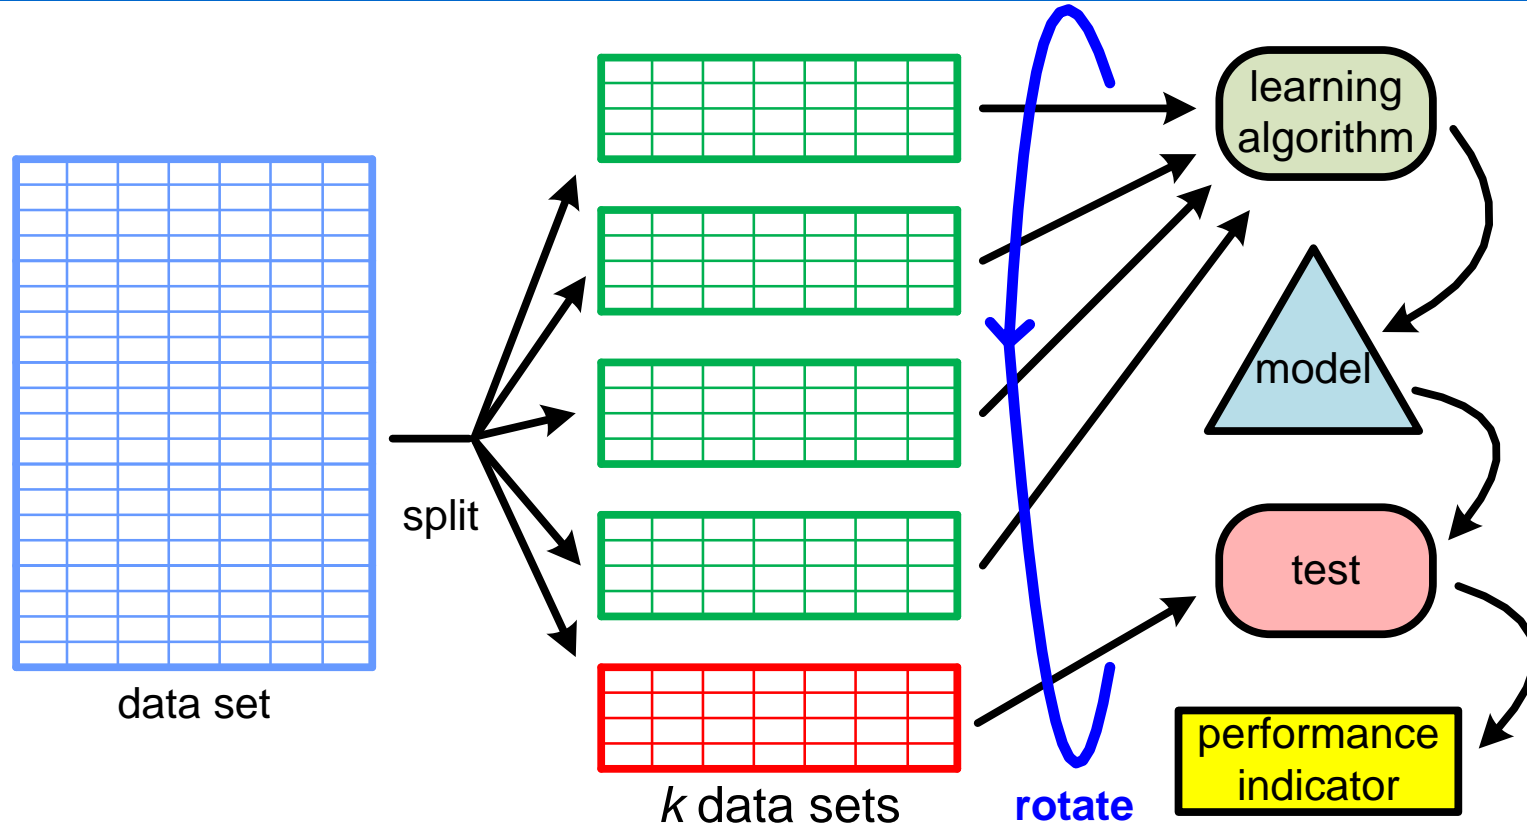 data set
split
k data sets
rotate
learning
algorithm
model
test
performance
indicator